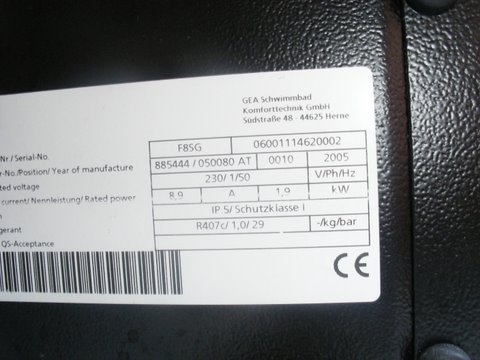 GEA Schwimmbad
Komforttechnik GmbH
Südstraße 48 - 44625 Herne
F8SG 06001114620002
Nr / Serial-No.
885444 / 050080 AT 0010 2005
r-No./Position/ Year of manufacture
ted voltage 230/ 1/50 V/Ph/Hz
current/ Nennleistung/ Rated power 8,9 A 1,9 kW
n IP 5/ Schutzklasse I
gerant R407c/ 1,0/ 29 -/kg/bar
QS-Acceptance
CE